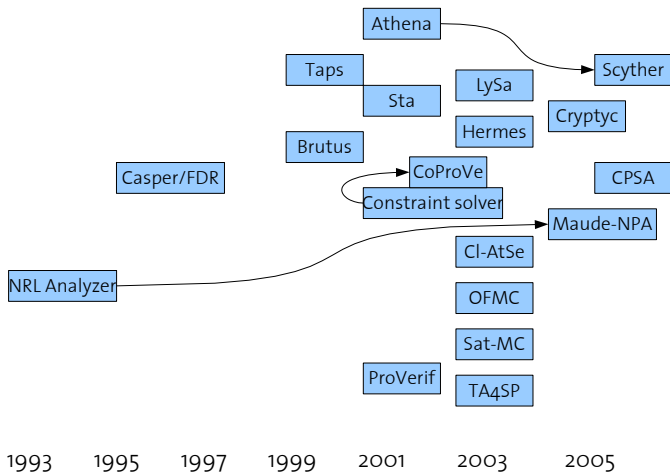 Athena
Taps
Scyther
LySa
Sta
Cryptyc
Hermes
Brutus
Casper/FDR
CoProVe
CPSA
Constraint solver
Maude-NPA
Cl-AtSe
NRL Analyzer
OFMC
Sat-MC
ProVerif
TA4SP
1993 1995 1997 1999 2001 2003 2005